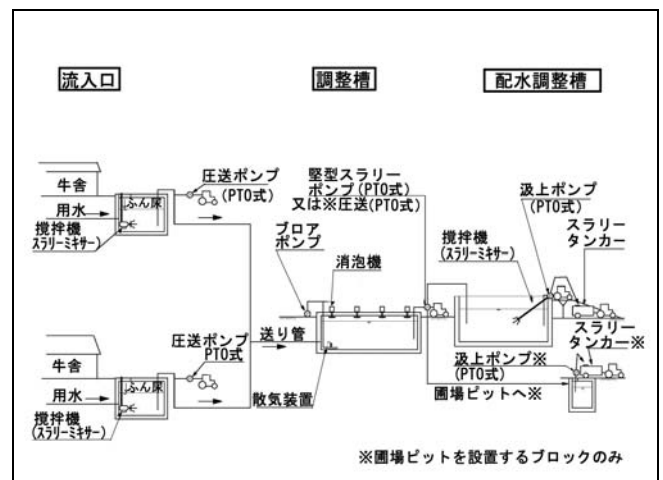 流入口
調整槽
配水調整槽
牛舎
用水
ふん尿
攪拌機
(スラリーミキサー)
圧送ポンプ
(PTO式)
竪型スラリー
ポンプ(PTO式)
又は※圧送(PTO式)
ブロア
ポンプ
消泡機
攪拌機
(スラリーミキサー)
汲上ポンプ
(PTO式)
スラリー
タンカー
牛舎
用水
ふん尿
攪拌機
(スラリーミキサー)
圧送ポンプ
PTO式
送り管
散気装置
スラリー
タンカー※
汲上ポンプ※
(PTO式)
圃場ピットへ※
※圃場ピットを設置するブロックのみ